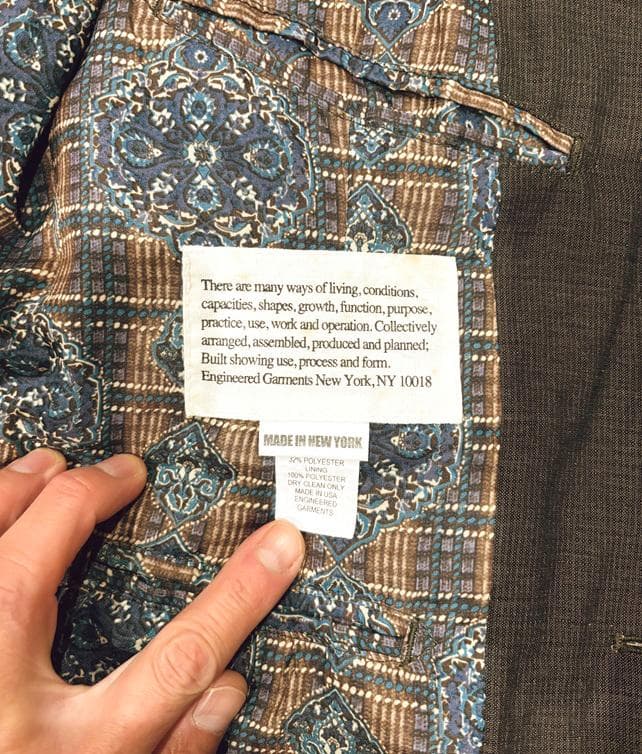 There are many ways of living, conditions,
capacities, shapes, growth, function, purpose,
practice, use, work and operation. Collectively
arranged, assembled, produced and planned;
Built showing use, process and form.
Engineered Garments New York, NY 10018
MADE IN NEW YORK
32% POLYESTER
LINING
100% POLYESTER
DRY CLEAN ONLY
MADE IN USA
ENGINEERED
GARMENTS